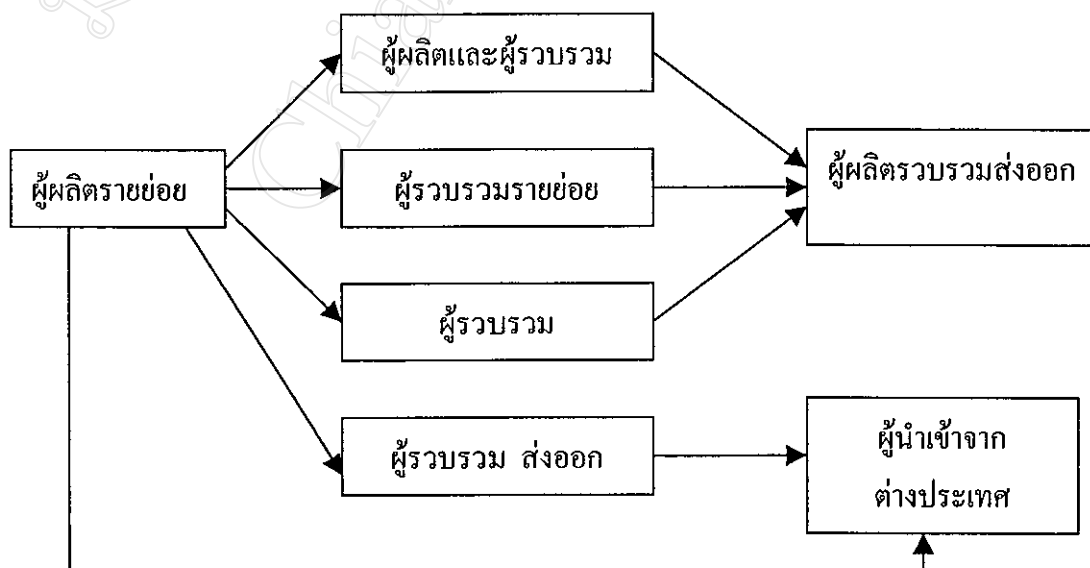 ผู้ผลิตและผู้รวบรวม
ผู้ผลิตรายย่อย
ผู้รวบรวมรายย่อย
ผู้ผลิตรวบรวมส่งออก
ผู้รวบรวม
ผู้รวบรวม ส่งออก
ผู้นำเข้าจาก
ต่างประเทศ
Chia